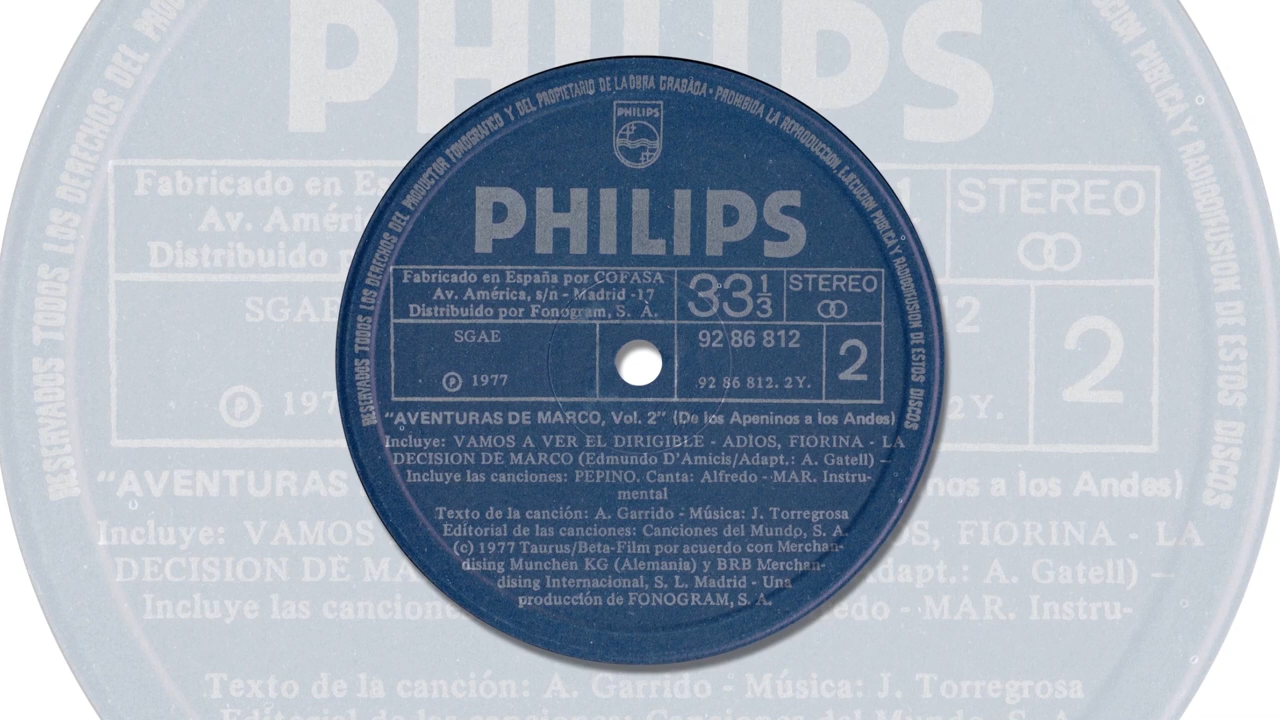 RESERVADOS TODOS LOS DERECHOS DEL PRODUCTOR FONOGRAFICO Y DEL PROPIETARIO DE LA OBRA GRABADA · PROHIBIDA LA REPRODUCCION, EJECUCION PUBLICA Y RADIODIFUSION DE ESTOS DISCOS
PHILIPS
PHILIPS
Fabricado en España por COFASA
Av. América, s/n - Madrid -17
Distribuido por Fonogram, S. A.
33 1/3
STEREO
SGAE
92 86 812
℗ 1977
92 86 812. 2Y.
2
"AVENTURAS DE MARCO, Vol. 2" (De los Apeninos a los Andes)
Incluye: VAMOS A VER EL DIRIGIBLE - ADIOS, FIORINA - LA
DECISION DE MARCO (Edmundo D'Amicis/Adapt.: A. Gatell) —
Incluye las canciones: PEPINO. Canta: Alfredo - MAR. Instru-
mental
Texto de la canción: A. Garrido - Música: J. Torregrosa
Editorial de las canciones: Canciones del Mundo, S. A.
(c) 1977 Taurus/Beta-Film por acuerdo con Merchan-
dising Munchen KG (Alemania) y BRB Merchan-
dising Internacional, S. L. Madrid - Una
producción de FONOGRAM, S. A.